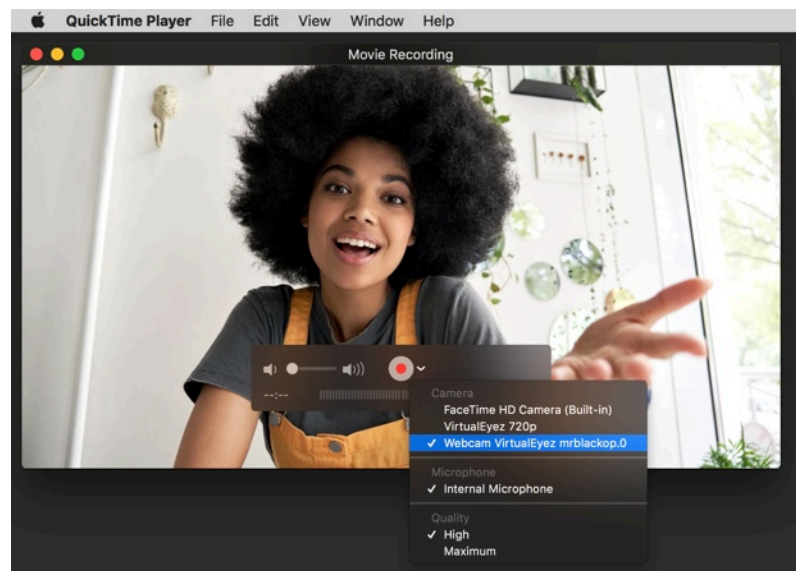 QuickTime Player File Edit View Window Help
Movie Recording
--:--
Camera
FaceTime HD Camera (Built-in)
VirtualEyez 720p
✓ Webcam VirtualEyez mrblackop.0
Microphone
✓ Internal Microphone
Quality
✓ High
Maximum